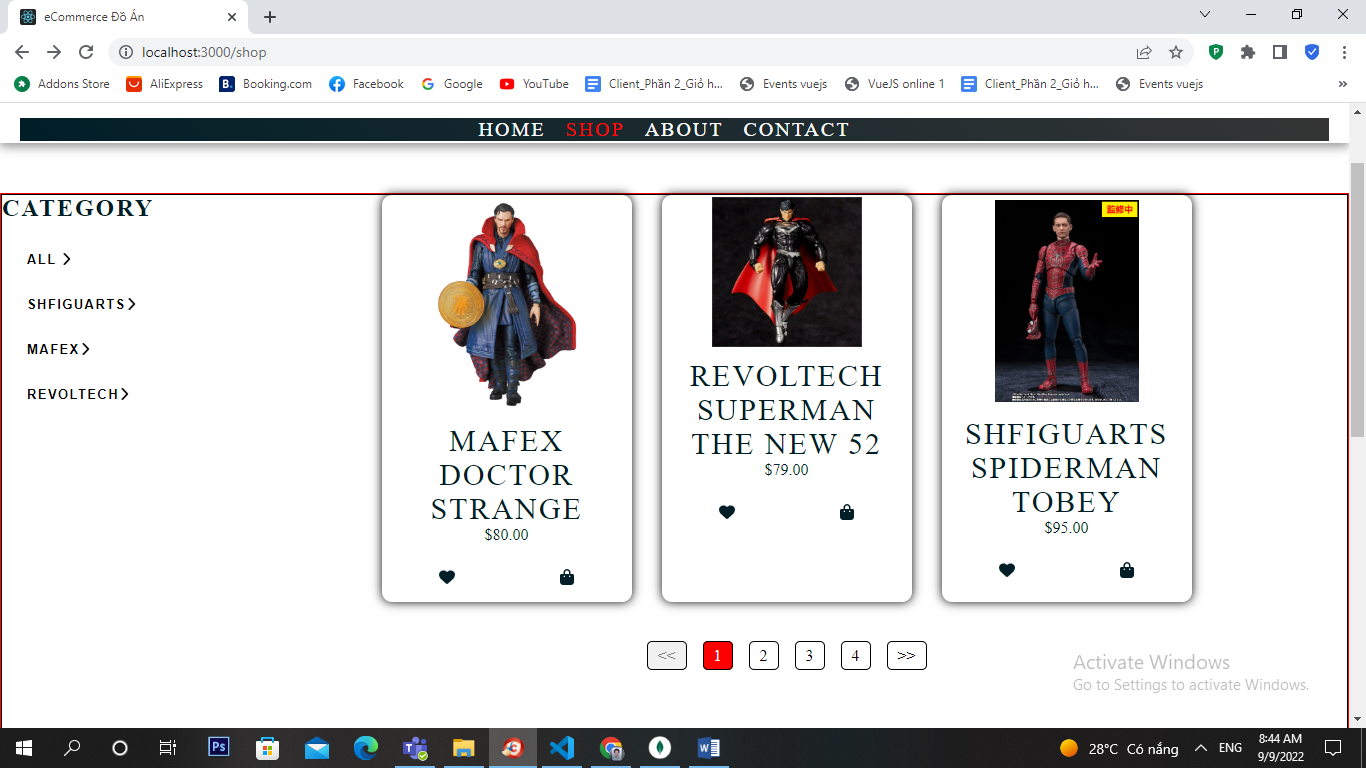 eCommerce Đồ Án
localhost:3000/shop
Addons Store
AliExpress
Booking.com
Facebook
Google
YouTube
Client_Phần 2_Giỏ h...
Events vuejs
VueJS online 1
Client_Phần 2_Giỏ h...
Events vuejs
»
HOME SHOP ABOUT CONTACT
CATEGORY
ALL
SHFIGUARTS
MAFEX
REVOLTECH
MAFEX
DOCTOR
STRANGE
$80.00
REVOLTECH
SUPERMAN
THE NEW 52
$79.00
監修中
SHFIGUARTS
SPIDERMAN
TOBEY
$95.00
<< 1 2 3 4 >>
Activate Windows
Go to Settings to activate Windows.
28°C Có nắng
ENG
8:44 AM
9/9/2022